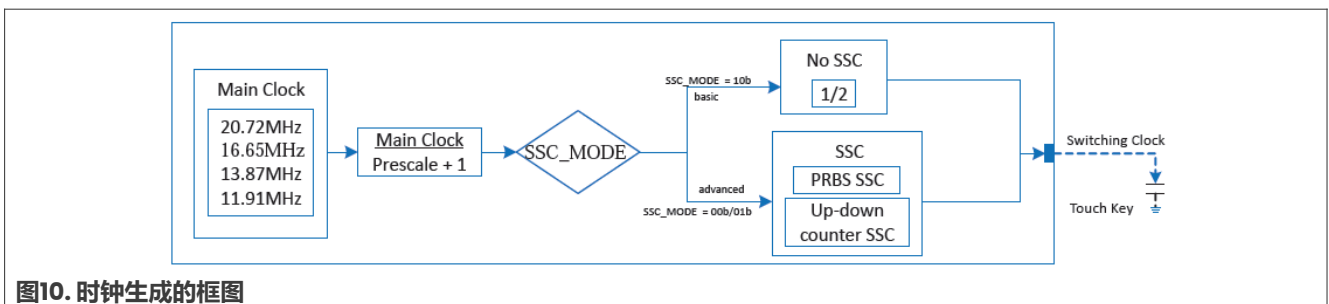 Main Clock
20.72MHz
16.65MHz
13.87MHz
11.91MHz
Main Clock
Prescale + 1
SSC_MODE
SSC_MODE = 10b
basic
advanced
SSC_MODE = 00b/01b
No SSC
1/2
SSC
PRBS SSC
Up-down
counter SSC
Switching Clock
Touch Key
图10. 时钟生成的框图